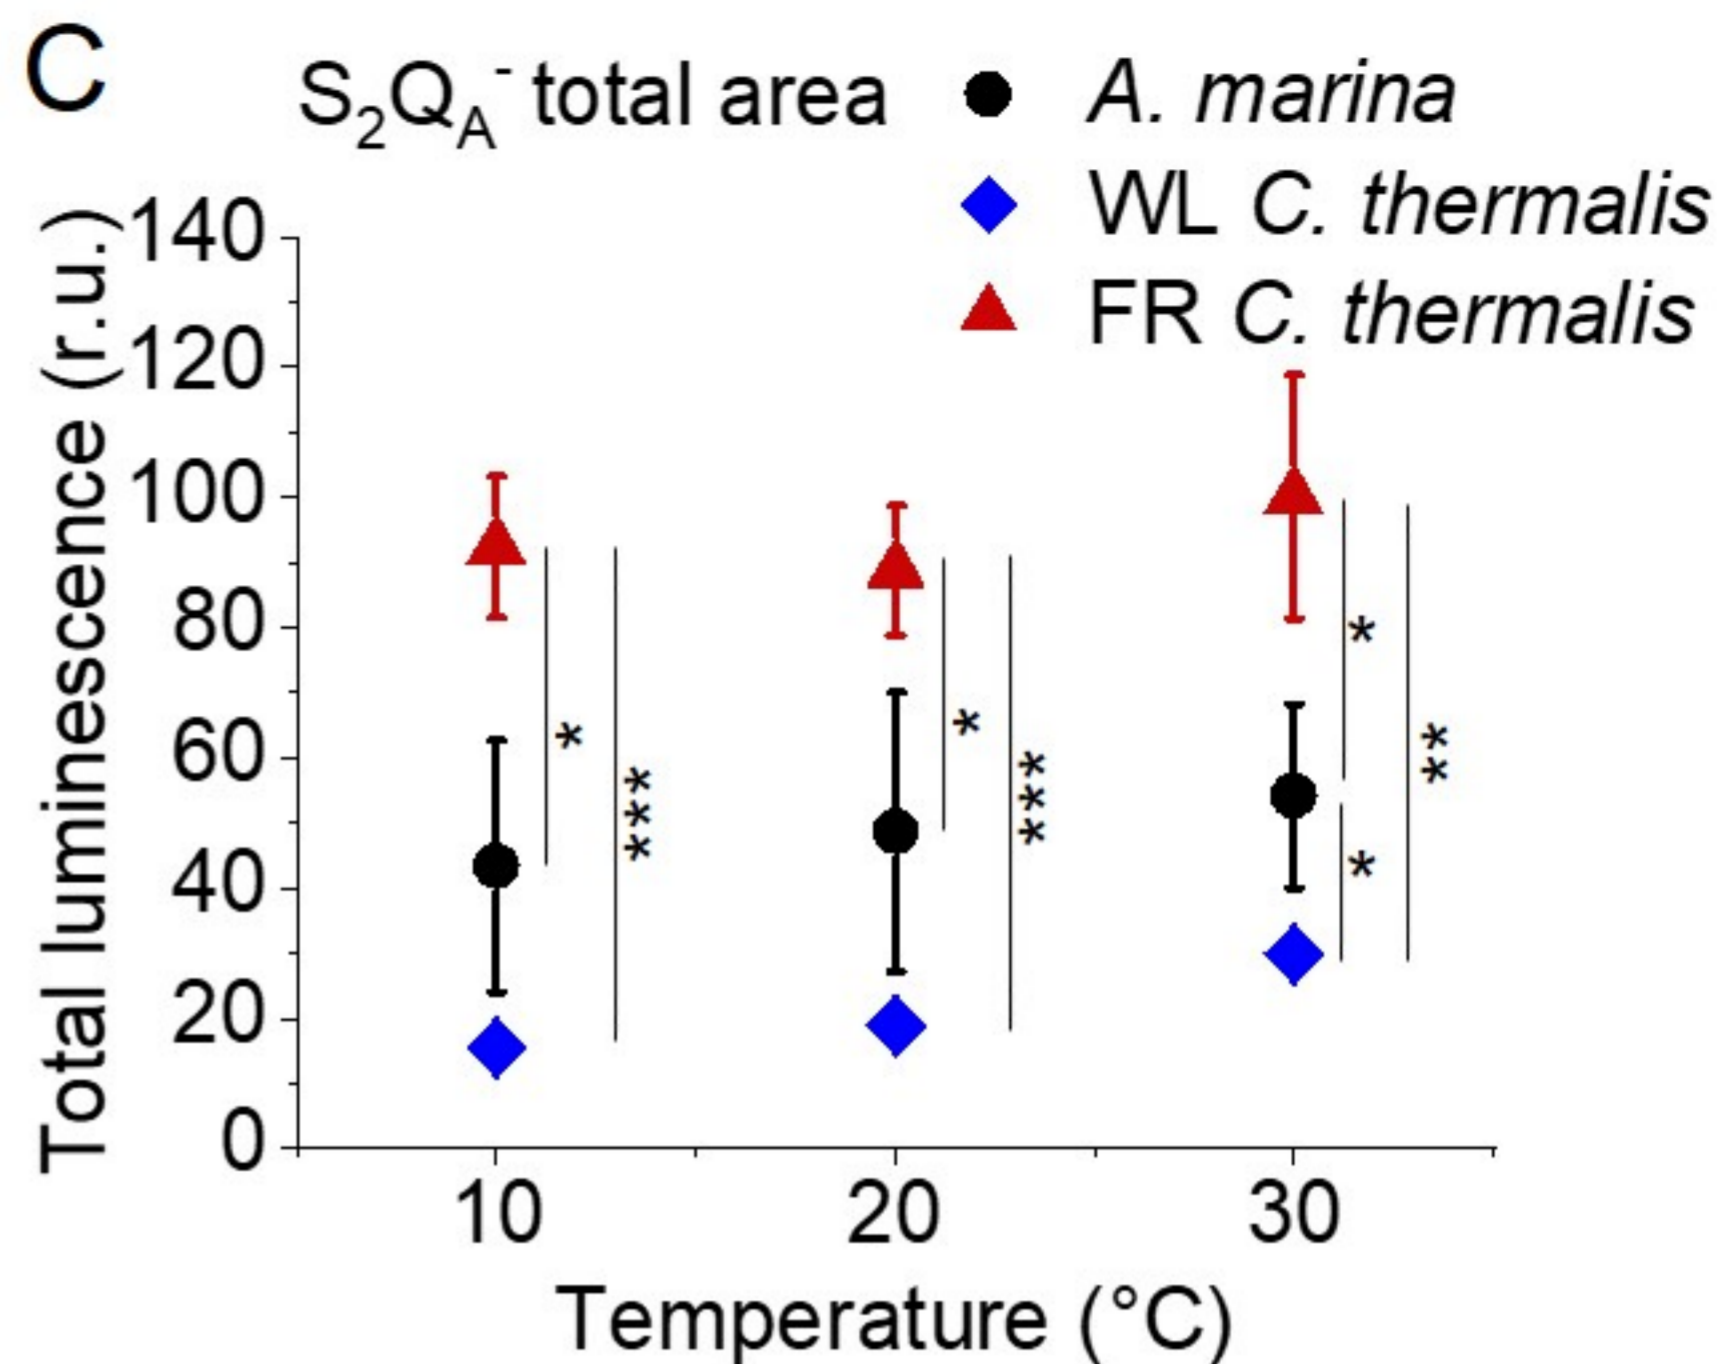 C
S₂Q_A⁻ total area
A. marina
WL C. thermalis
FR C. thermalis
Total luminescence (r.u.)
140
120
100
80
60
40
20
0
*
***
*
***
*
*
**
10 20 30
Temperature (°C)